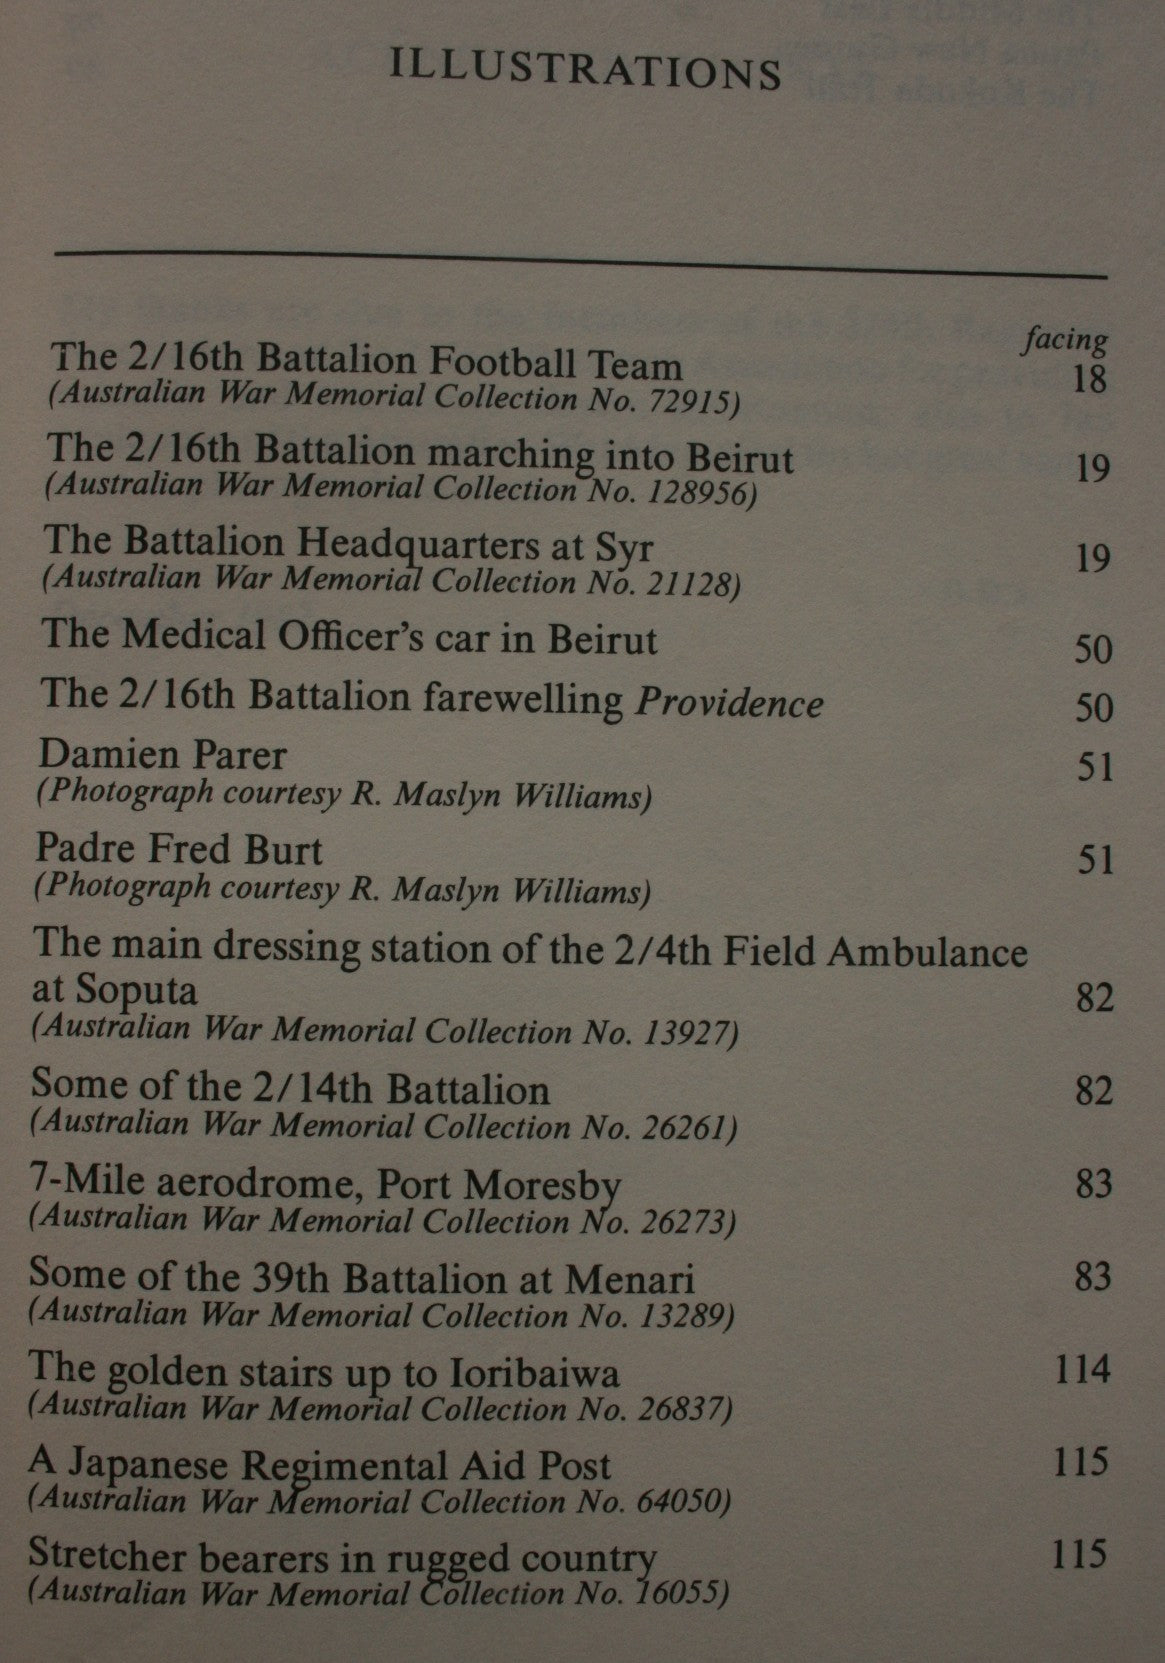 ILLUSTRATIONS
facing
The 2/16th Battalion Football Team 18
(Australian War Memorial Collection No. 72915)
The 2/16th Battalion marching into Beirut 19
(Australian War Memorial Collection No. 128956)
The Battalion Headquarters at Syr 19
(Australian War Memorial Collection No. 21128)
The Medical Officer's car in Beirut 50
The 2/16th Battalion farewelling Providence 50
Damien Parer 51
(Photograph courtesy R. Maslyn Williams)
Padre Fred Burt 51
(Photograph courtesy R. Maslyn Williams)
The main dressing station of the 2/4th Field Ambulance
at Soputa 82
(Australian War Memorial Collection No. 13927)
Some of the 2/14th Battalion 82
(Australian War Memorial Collection No. 26261)
7-Mile aerodrome, Port Moresby 83
(Australian War Memorial Collection No. 26273)
Some of the 39th Battalion at Menari 83
(Australian War Memorial Collection No. 13289)
The golden stairs up to Ioribaiwa 114
(Australian War Memorial Collection No. 26837)
A Japanese Regimental Aid Post 115
(Australian War Memorial Collection No. 64050)
Stretcher bearers in rugged country 115
(Australian War Memorial Collection No. 16055)